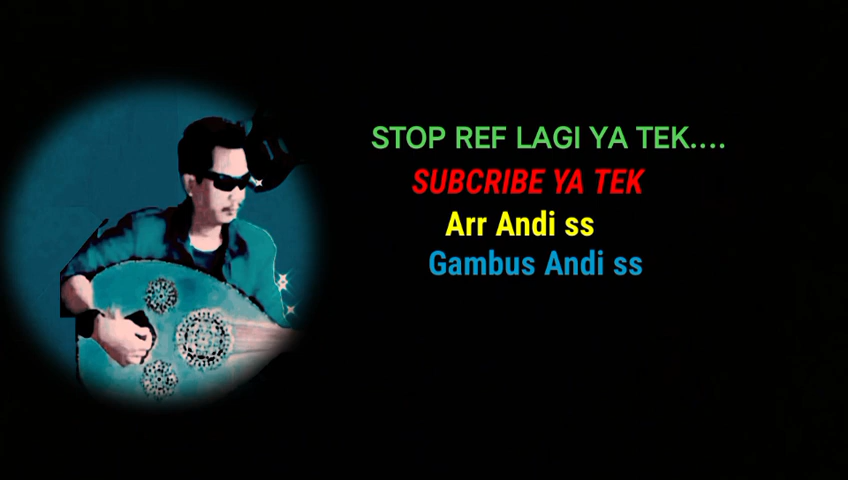 STOP REF LAGI YA TEK....
SUBCRIBE YA TEK
Arr Andi ss
Gambus Andi ss